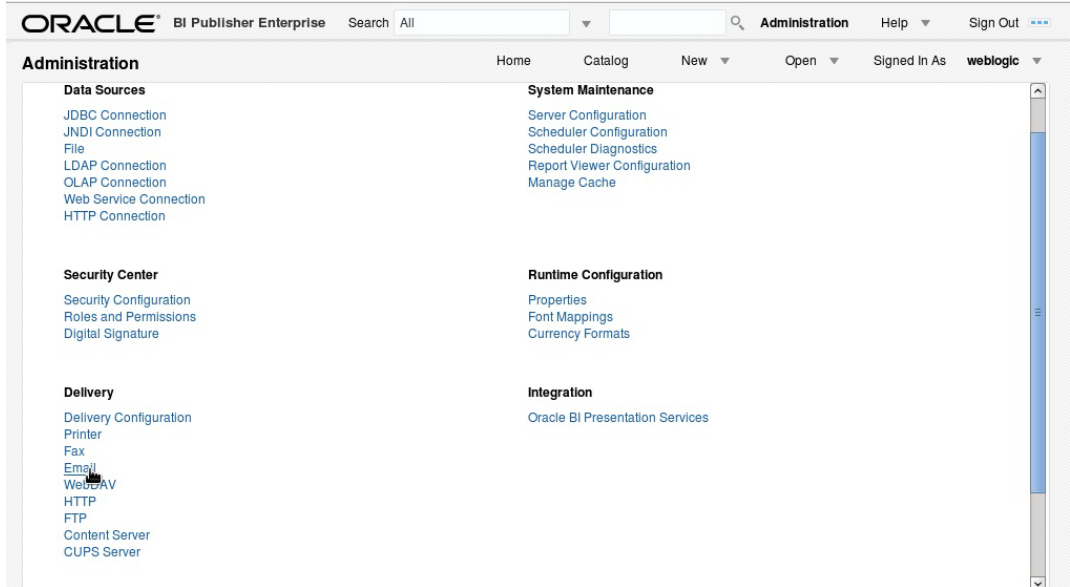 ORACLE BI Publisher Enterprise Search All Administration Help Sign Out
Administration Home Catalog New Open Signed In As weblogic
Data Sources
JDBC Connection
JNDI Connection
File
LDAP Connection
OLAP Connection
Web Service Connection
HTTP Connection
System Maintenance
Server Configuration
Scheduler Configuration
Scheduler Diagnostics
Report Viewer Configuration
Manage Cache
Security Center
Security Configuration
Roles and Permissions
Digital Signature
Runtime Configuration
Properties
Font Mappings
Currency Formats
Delivery
Delivery Configuration
Printer
Fax
Email
WebDAV
HTTP
FTP
Content Server
CUPS Server
Integration
Oracle BI Presentation Services